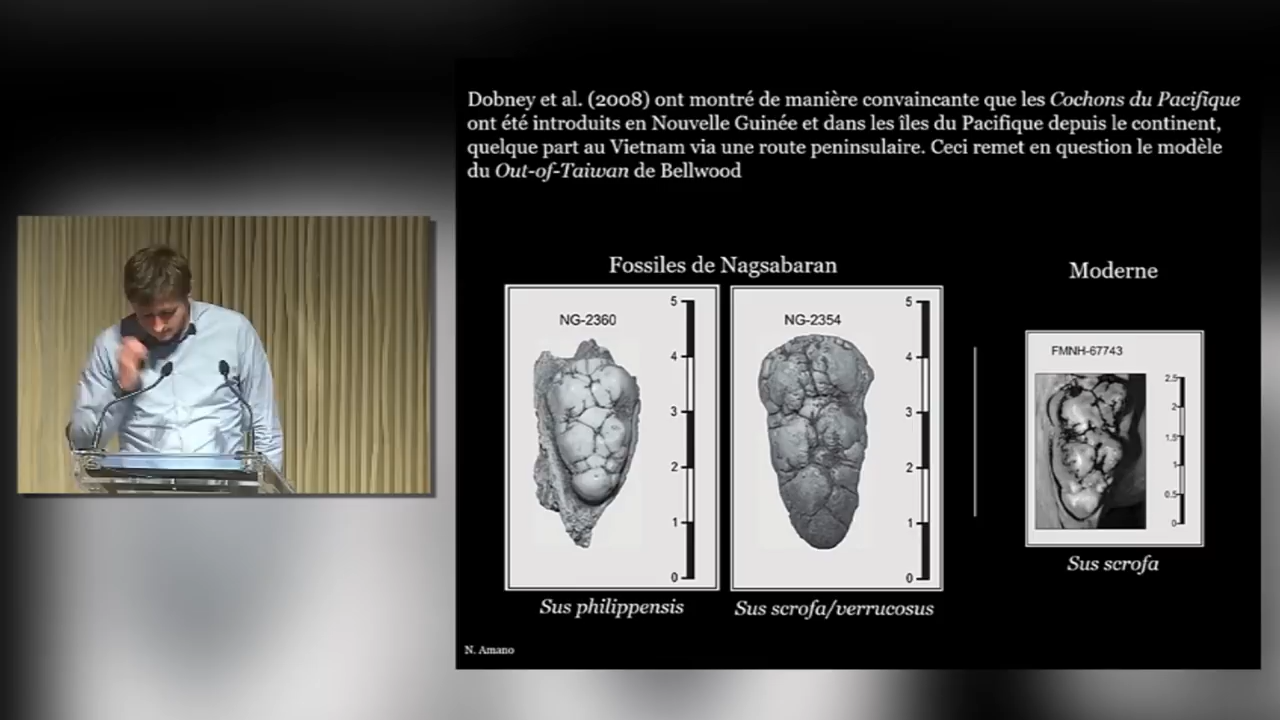 Dobney et al. (2008) ont montré de manière convaincante que les Cochons du Pacifique
ont été introduits en Nouvelle Guinée et dans les îles du Pacifique depuis le continent,
quelque part au Vietnam via une route peninsulaire. Ceci remet en question le modèle
du Out-of-Taiwan de Bellwood
Fossiles de Nagsabaran
Moderne
NG-2360
5
4
3
2
1
0
NG-2354
5
4
3
2
1
0
FMNH-67743
2.5
2
1.5
1
0.5
0
Sus philippensis
Sus scrofa/verrucosus
Sus scrofa
N. Amano